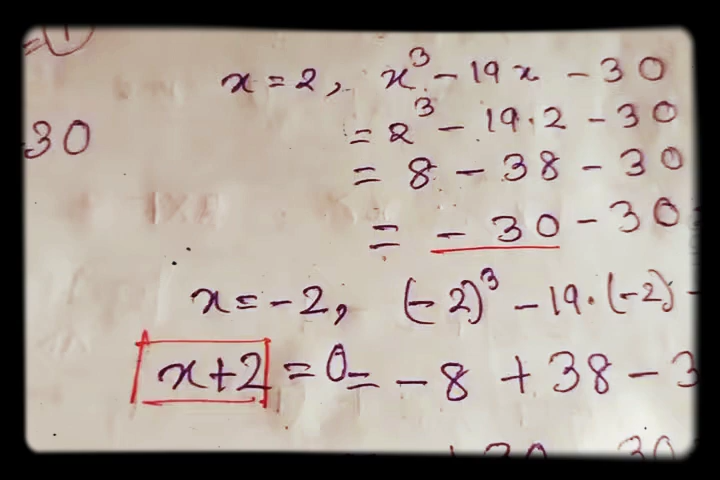 x = 2, x³ - 19x - 30
30
= 2³ - 19·2 - 30
= 8 - 38 - 30
= - 30 - 30
x = -2, (-2)³ - 19·(-2) -
x+2 = 0 = - 8 + 38 - 3